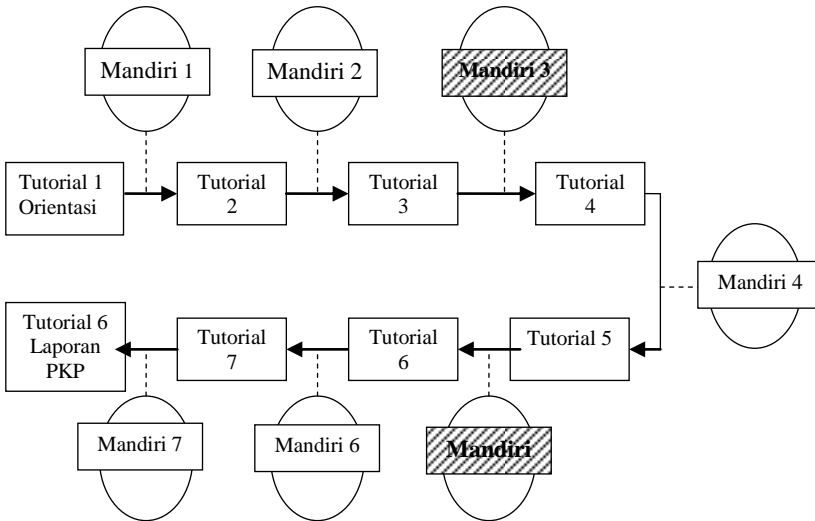 Mandiri 1
Mandiri 2
Mandiri 3
Tutorial 1
Orientasi
Tutorial
2
Tutorial
3
Tutorial
4
Mandiri 4
Tutorial 6
Laporan
PKP
Tutorial
7
Tutorial
6
Tutorial 5
Mandiri 7
Mandiri 6
Mandiri